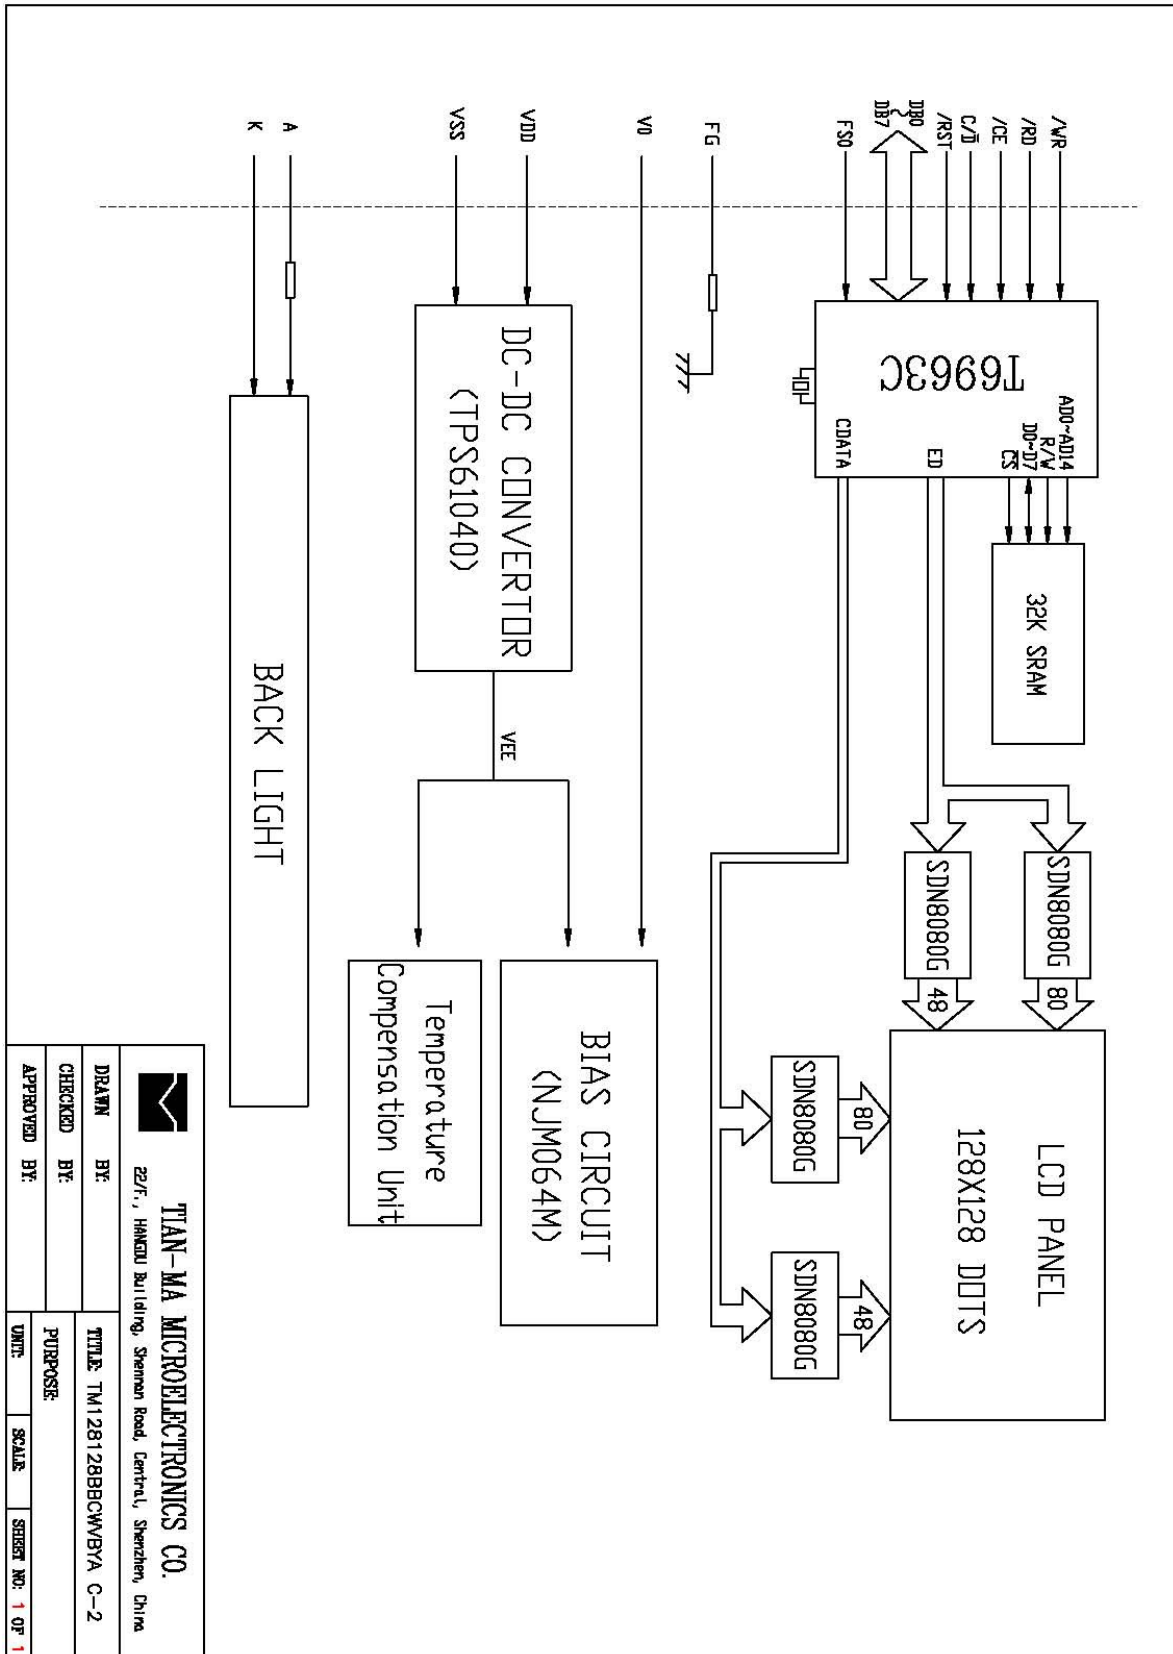 /WR
/RD
/CE
C/D̅
/RST
DB0
~
DB7
FS0
FG
V0
VDD
VSS
A
K
T6963C
AD0~AD14
R/W
D0~D7
C̅S̅
ED
CDATA
32K SRAM
SDN8080G
80
SDN8080G
48
LCD PANEL
128X128 DOTS
SDN8080G
80
SDN8080G
48
DC-DC CONVERTOR
(TPS61040)
VEE
BIAS CIRCUIT
(NJM064M)
Temperature
Compensation Unit
BACK LIGHT
TIAN-MA MICROELECTRONICS CO.
22/F., HANGDU Building, Shennan Road, Central, Shenzhen, China
DRAWN BY:
TITLE: TM128128BBCWVBYA C-2
CHECKED BY:
PURPOSE:
APPROVED BY:
UNIT:
SCALE:
SHEET NO: 1 OF 1